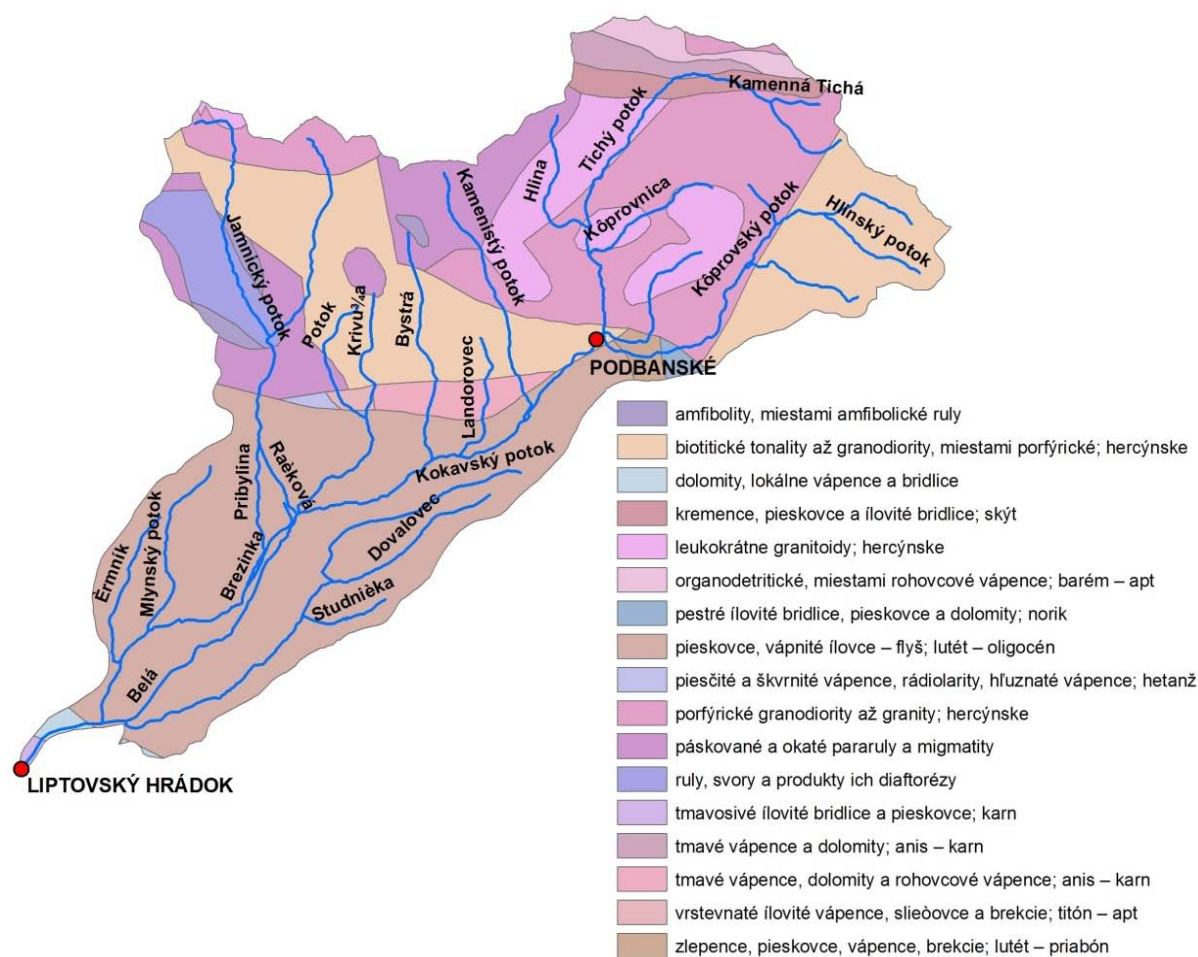 Kamenná Tichá
Tichý potok
Hlina
Kamenistý potok
Kôprovnica
Kôprovský potok
Hlinský potok
Jamnický potok
Potok
Krivu¾a
Bystrá
Landorovec
PODBANSKÉ
Kokavský potok
Raèková
Pribylina
Dovalovec
Brezinka
Mlynský potok
Èrmník
Studnièka
Belá
LIPTOVSKÝ HRÁDOK
amfibolity, miestami amfibolické ruly
biotitické tonality až granodiority, miestami porfýrické; hercýnske
dolomity, lokálne vápence a bridlice
kremence, pieskovce a ílovité bridlice; skýt
leukokrátne granitoidy; hercýnske
organodetritické, miestami rohovcové vápence; barém – apt
pestré ílovité bridlice, pieskovce a dolomity; norik
pieskovce, vápnité ílovce – flyš; lutét – oligocén
piesčité a škvrnité vápence, rádiolarity, hľuznaté vápence; hetanž
porfýrické granodiority až granity; hercýnske
páskované a okaté pararuly a migmatity
ruly, svory a produkty ich diaftorézy
tmavosivé ílovité bridlice a pieskovce; karn
tmavé vápence a dolomity; anis – karn
tmavé vápence, dolomity a rohovcové vápence; anis – karn
vrstevnaté ílovité vápence, slieòovce a brekcie; titón – apt
zlepence, pieskovce, vápence, brekcie; lutét – priabón